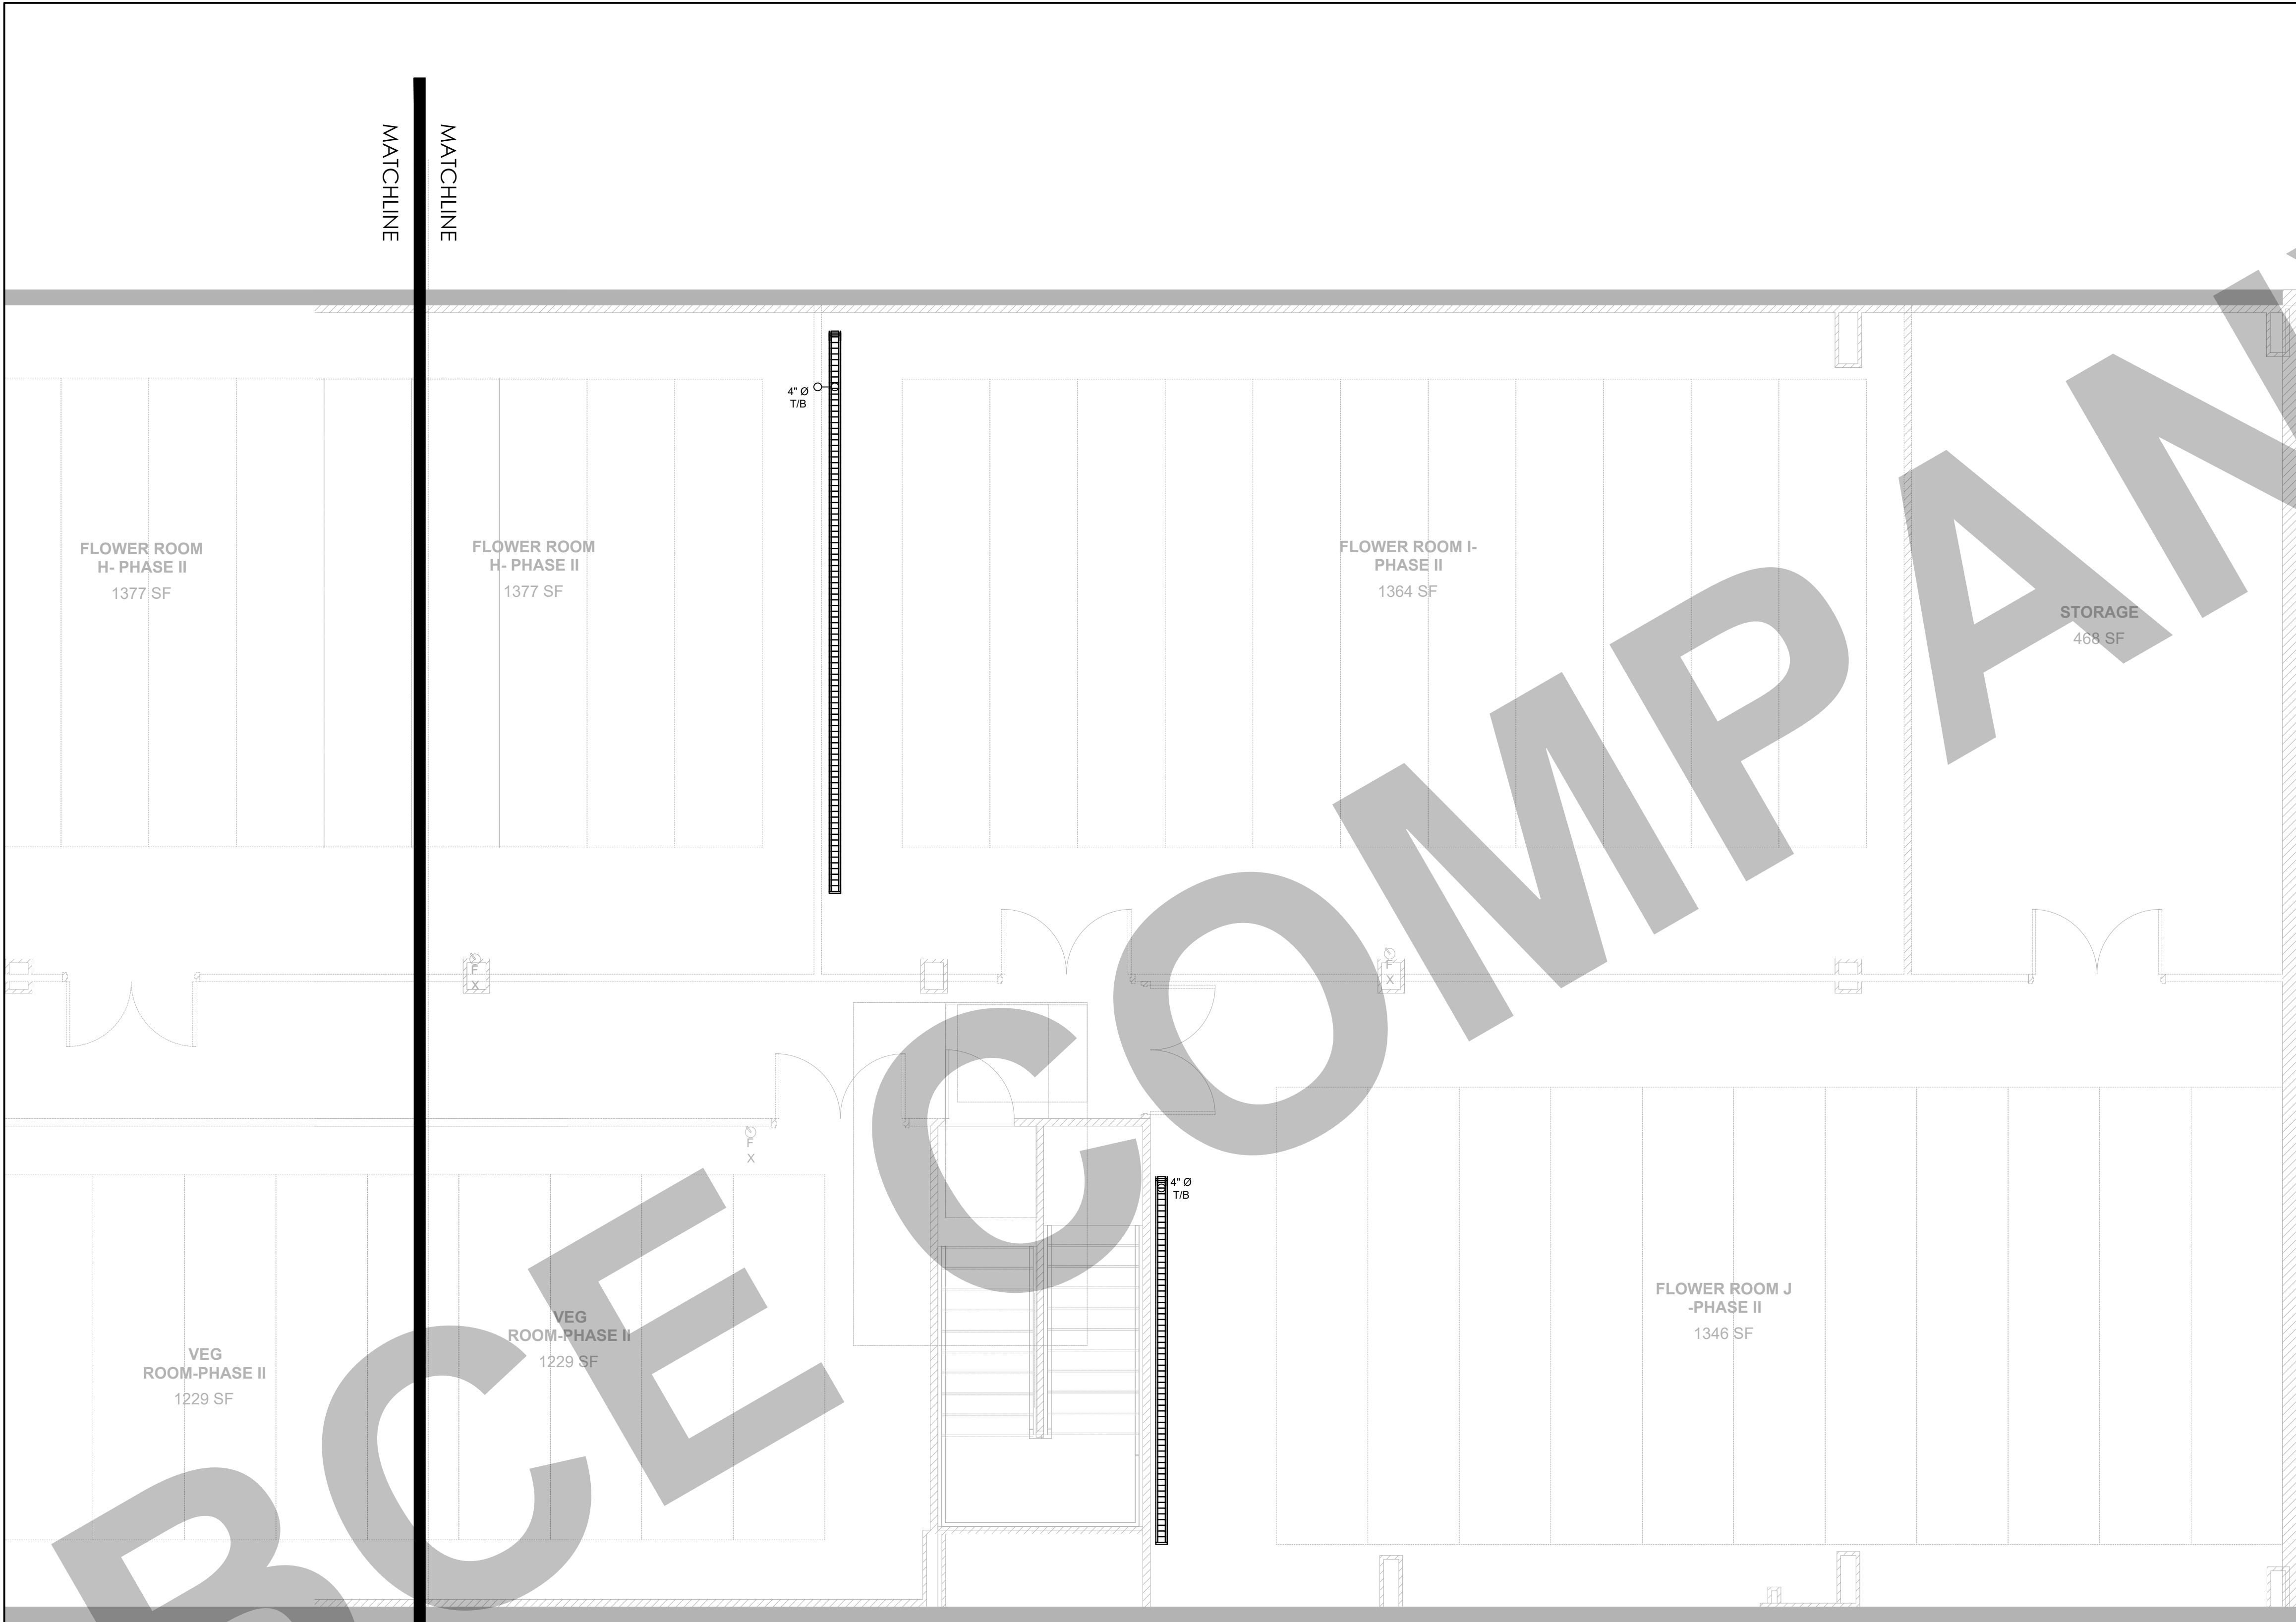 MATCHLINE
MATCHLINE
4" Ø
T/B
FLOWER ROOM
H- PHASE II
1377 SF
FLOWER ROOM
H- PHASE II
1377 SF
FLOWER ROOM I-
PHASE II
1364 SF
STORAGE
468 SF
F
X
F
X
F
X
4" Ø
T/B
VEG
ROOM-PHASE II
1229 SF
VEG
ROOM-PHASE II
1229 SF
FLOWER ROOM J
-PHASE II
1346 SF
BCE COMPAN